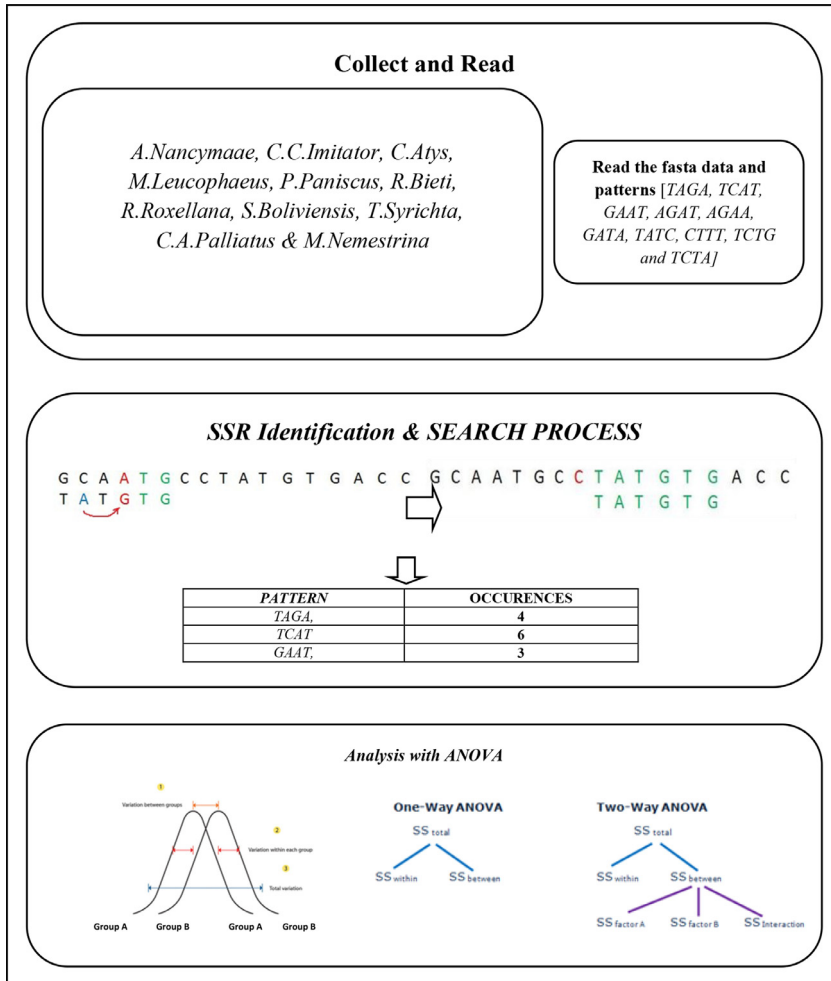 Collect and Read
A.Nancymaae, C.C.Imitator, C.Atys,
M.Leucophaeus, P.Paniscus, R.Bieti,
R.Roxellana, S.Boliviensis, T.Syrichta,
C.A.Palliatus & M.Nemestrina
Read the fasta data and
patterns [TAGA, TCAT,
GAAT, AGAT, AGAA,
GATA, TATC, CTTT, TCTG
and TCTA]
SSR Identification & SEARCH PROCESS
G C A A T G C C T A T G T G A C C
T A T G T G
G C A A T G C C T A T G T G A C C
T A T G T G
PATTERN OCCURENCES
TAGA, 4
TCAT 6
GAAT, 3
Analysis with ANOVA
1
Variation between groups
2
Variation within each group
3
Total variation
Group A Group B Group A Group B
One-Way ANOVA
SS total
SS within SS between
Two-Way ANOVA
SS total
SS within SS between
SS factor A SS factor B SS Interaction